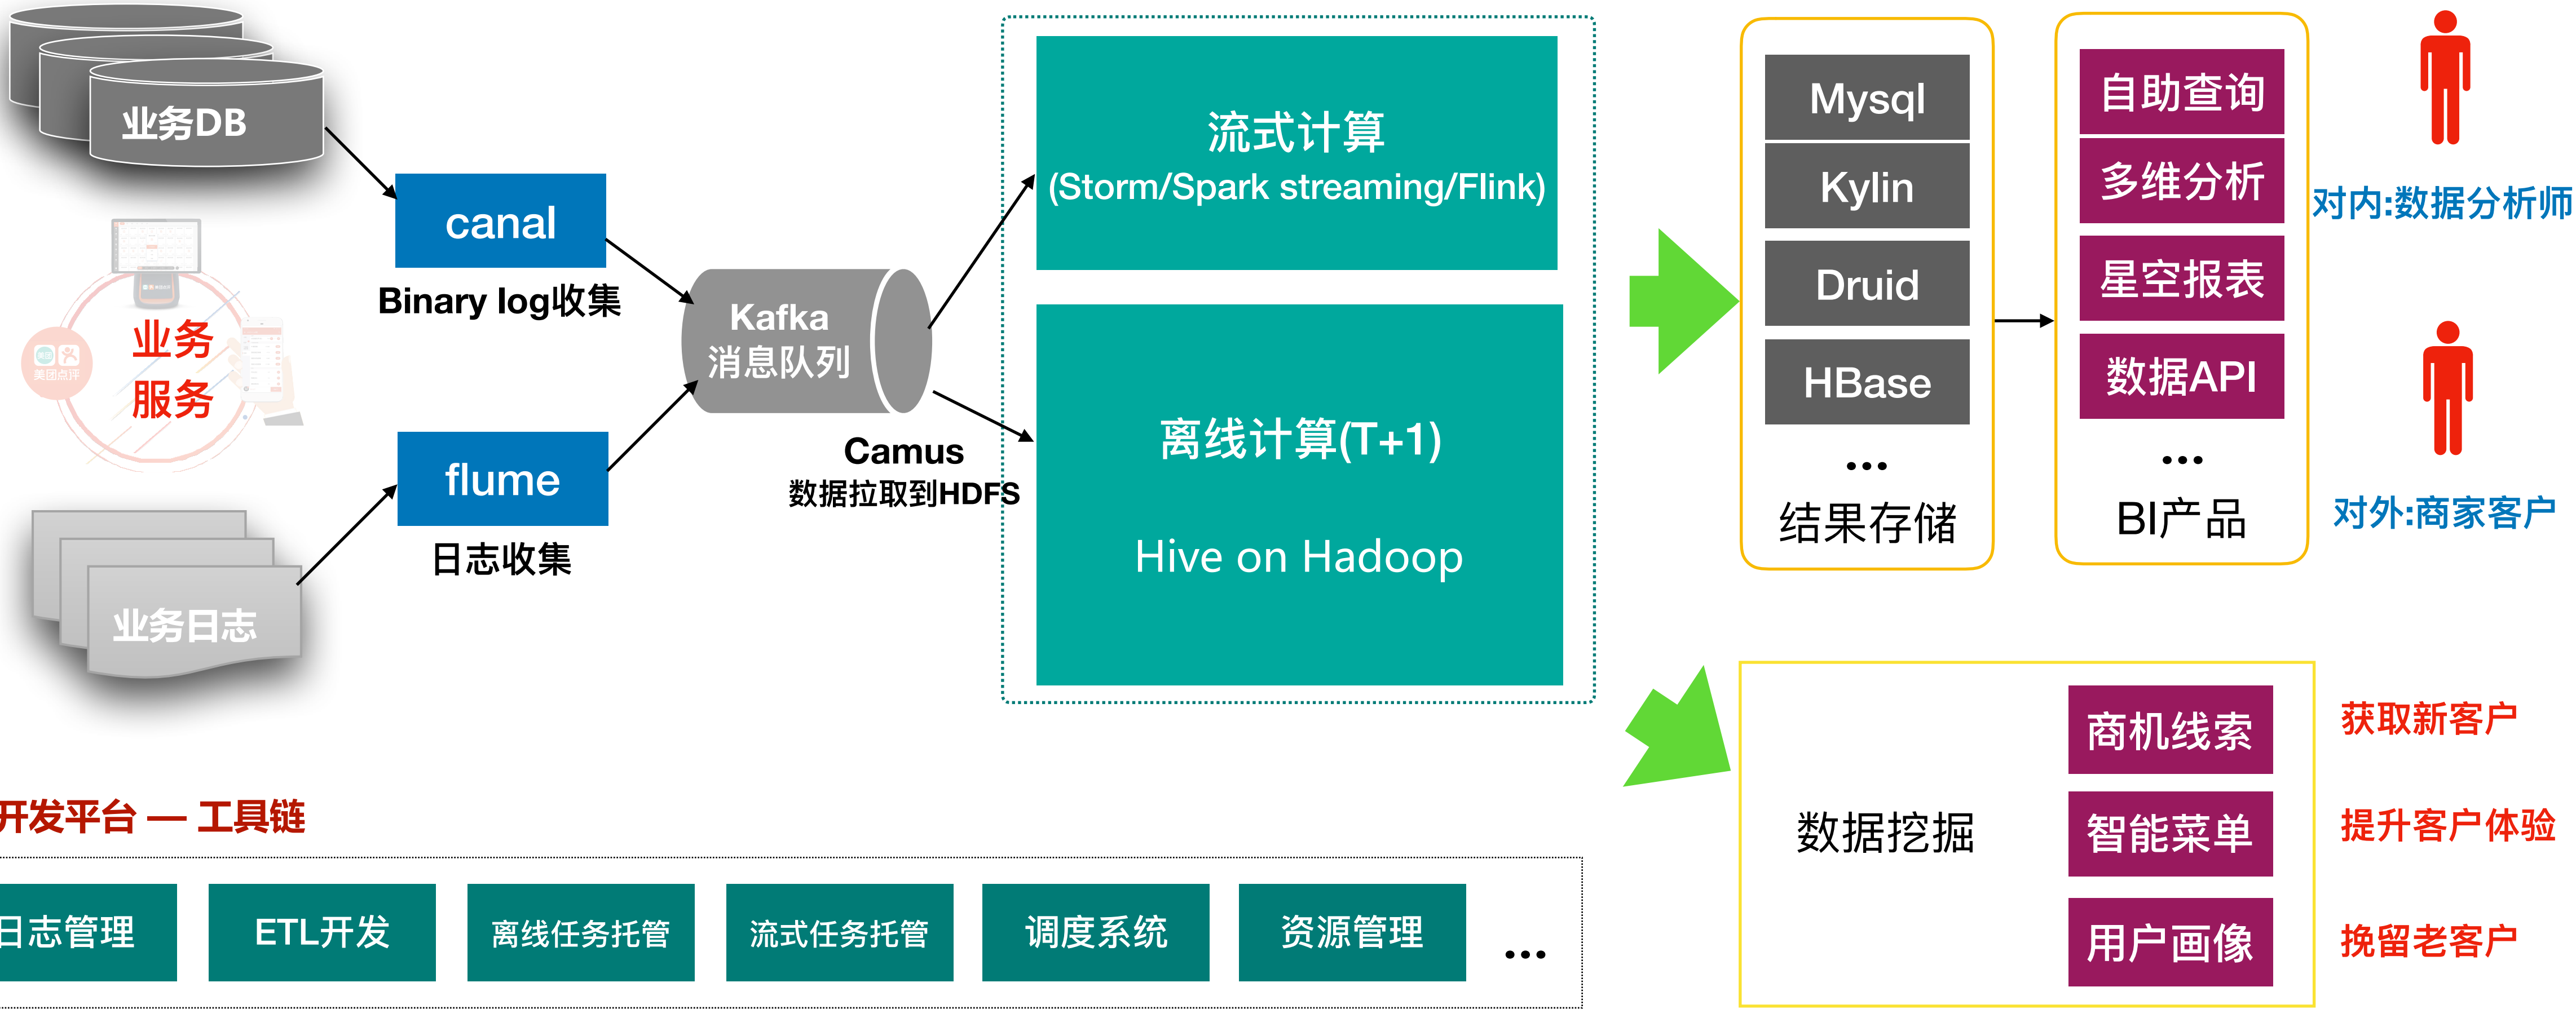 业务DB
业务
服务
美团
美团点评
业务日志
canal
Binary log收集
flume
日志收集
Kafka
消息队列
Camus
数据拉取到HDFS
流式计算
(Storm/Spark streaming/Flink)
离线计算(T+1)
Hive on Hadoop
Mysql
Kylin
Druid
HBase
...
结果存储
自助查询
多维分析
星空报表
数据API
...
BI产品
对内:数据分析师
对外:商家客户
数据挖掘
商机线索
智能菜单
用户画像
获取新客户
提升客户体验
挽留老客户
开发平台 — 工具链
日志管理
ETL开发
离线任务托管
流式任务托管
调度系统
资源管理
...